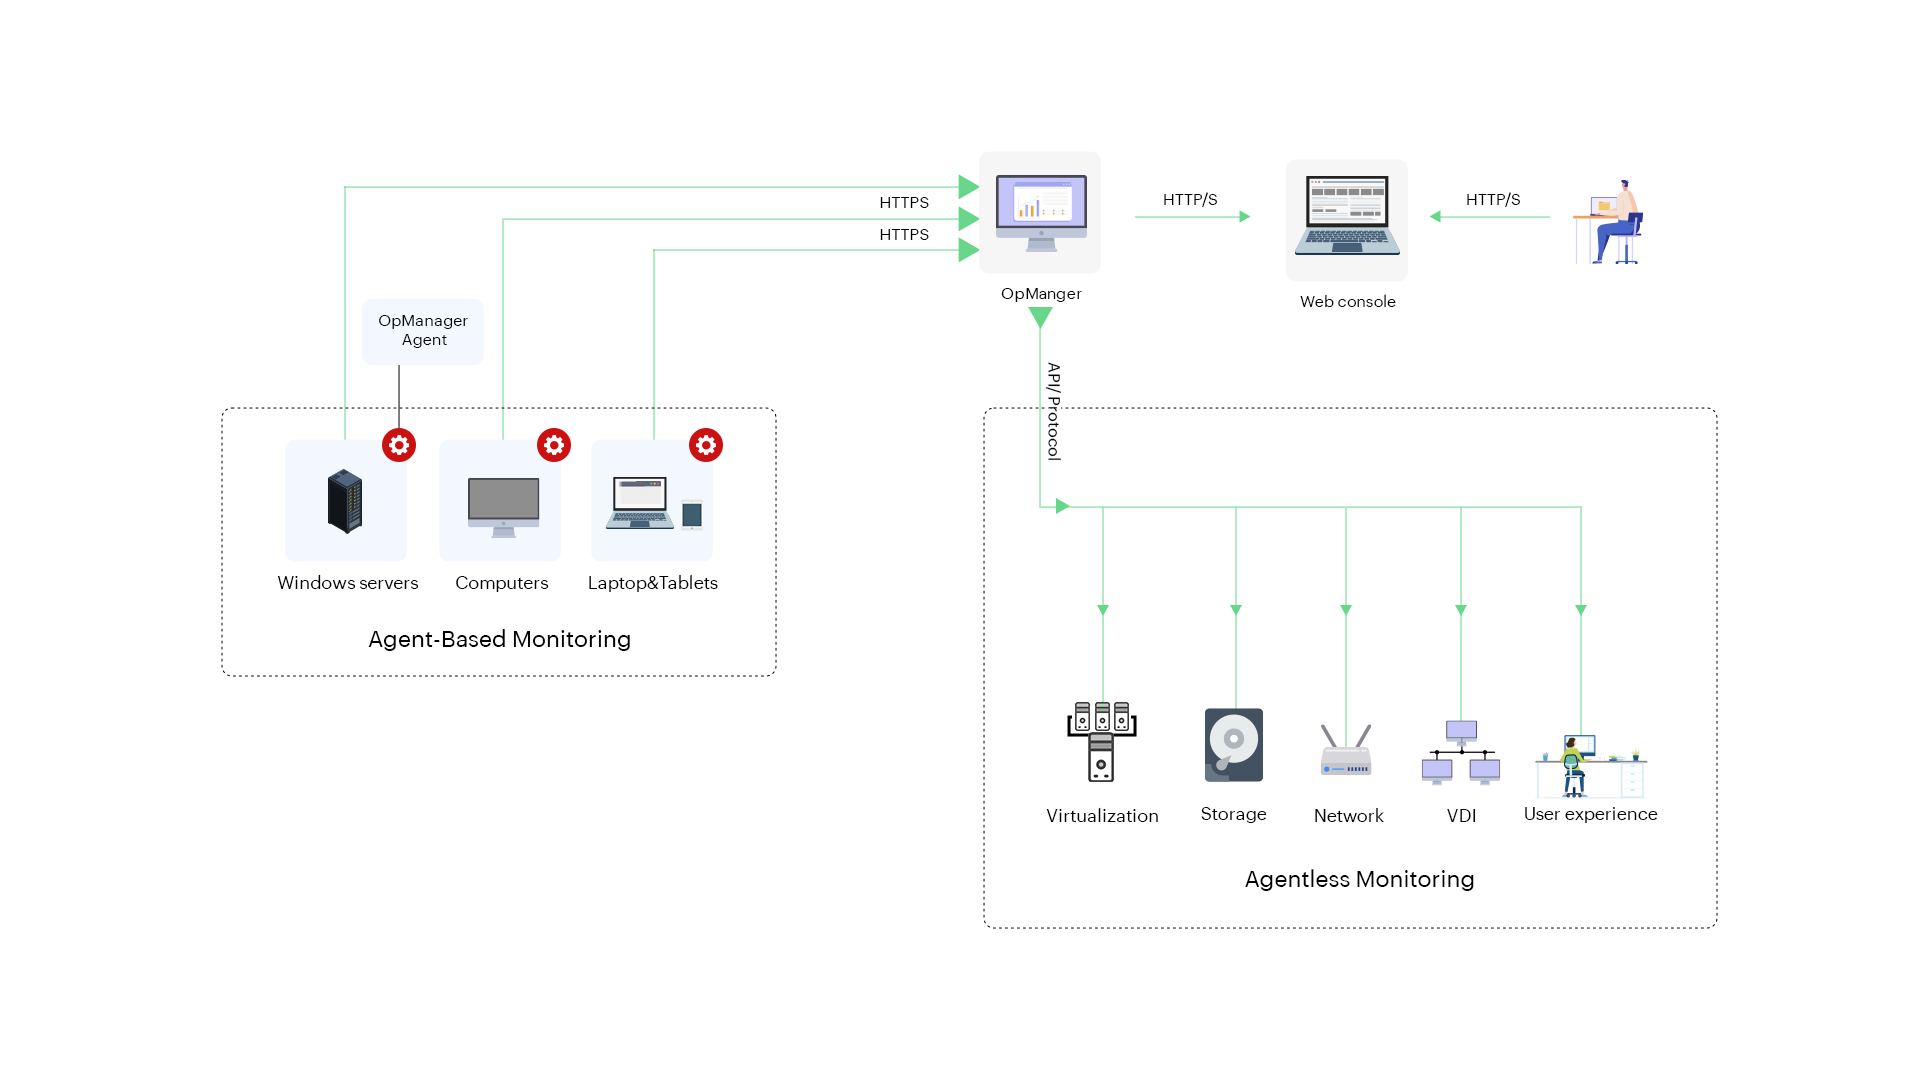 HTTPS
HTTPS
HTTP/S
HTTP/S
OpManger
Web console
OpManager
Agent
API/ Protocol
Windows servers
Computers
Laptop&Tablets
Agent-Based Monitoring
Virtualization
Storage
Network
VDI
User experience
Agentless Monitoring